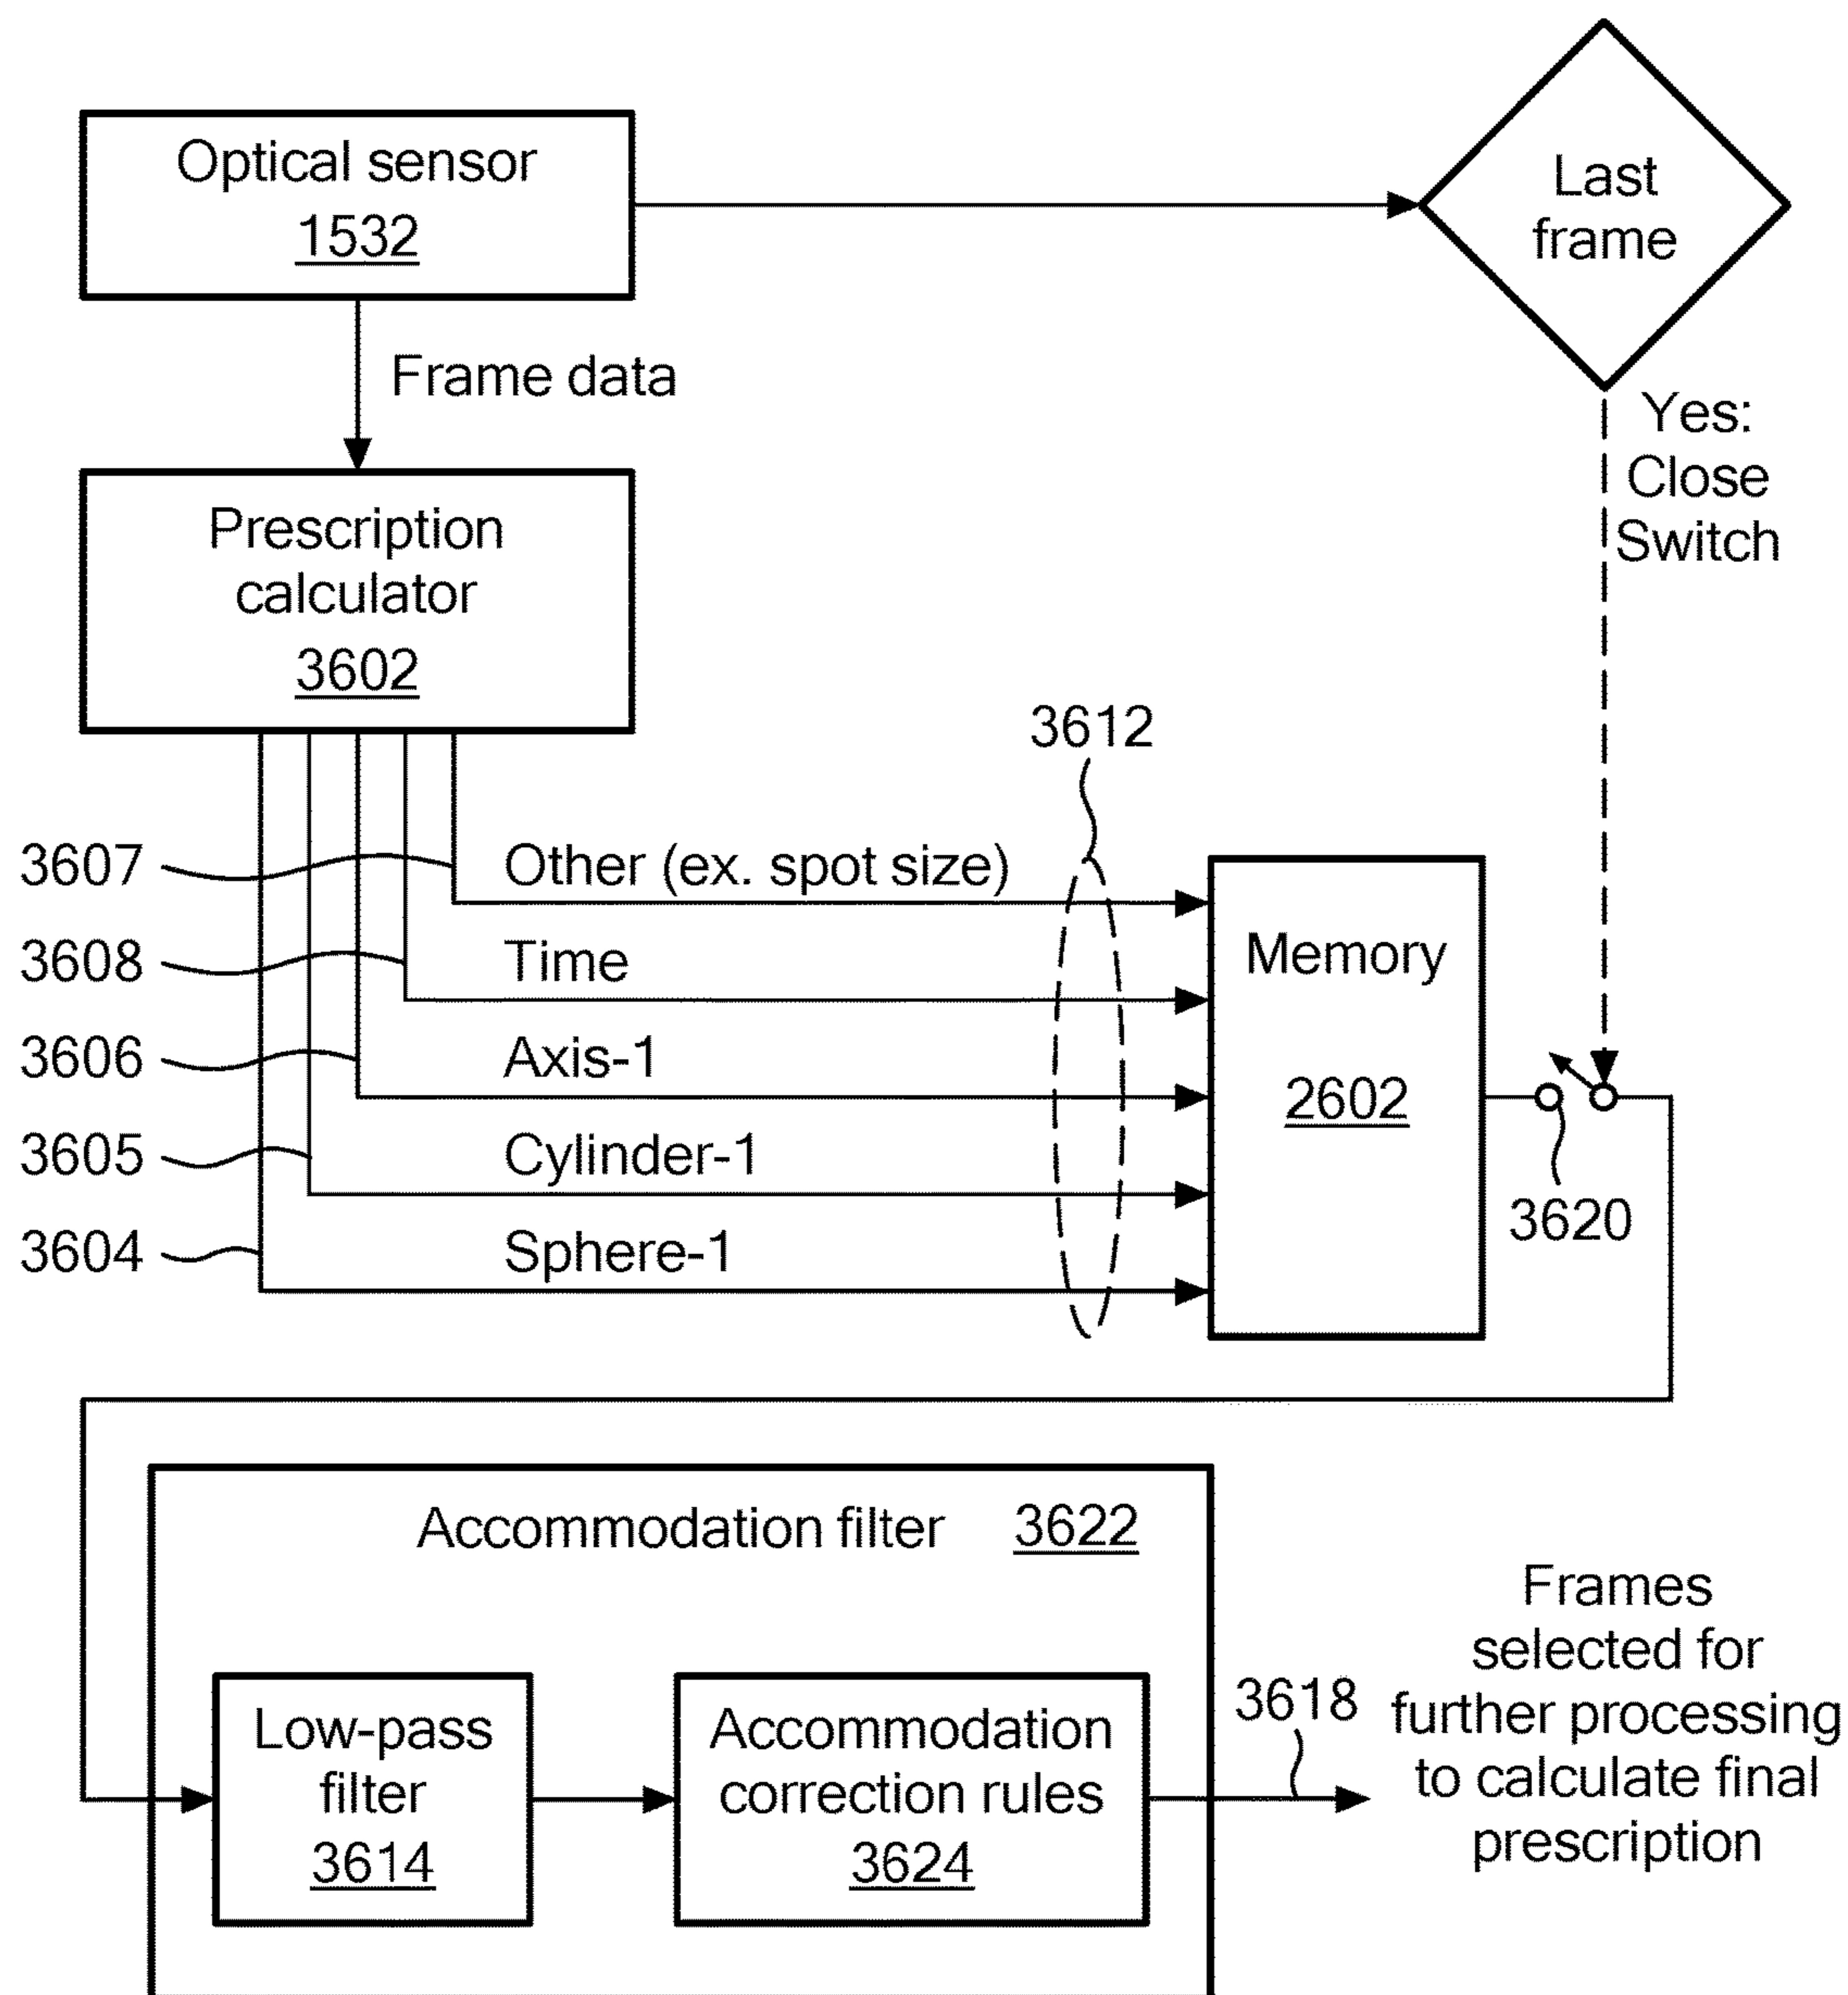 Optical sensor
1532
Last
frame
Frame data
Yes:
Close
Switch
Prescription
calculator
3602
3612
3607
Other (ex. spot size)
3608
Time
Memory
2602
3606
Axis-1
3605
Cylinder-1
3620
3604
Sphere-1
Accommodation filter 3622
Low-pass
filter
3614
Accommodation
correction rules
3624
3618
Frames
selected for
further processing
to calculate final
prescription